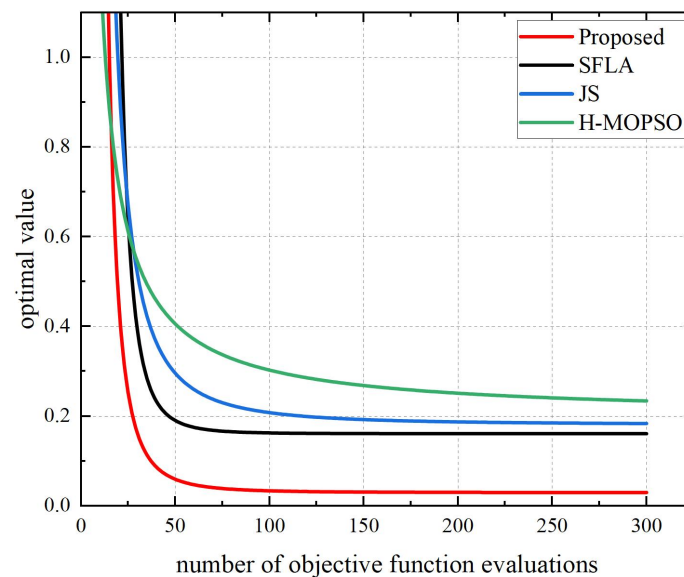 Proposed
SFLA
JS
H-MOPSO
optimal value
1.0
0.8
0.6
0.4
0.2
0.0
0 50 100 150 200 250 300
number of objective function evaluations